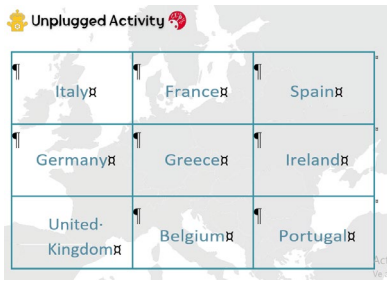 Unplugged Activity
¶
Italy¤
¶
France¤
¶
Spain¤
¶
Germany¤
¶
Greece¤
¶
Ireland¤
United·
Kingdom¤
¶
Belgium¤
¶
Portugal¤